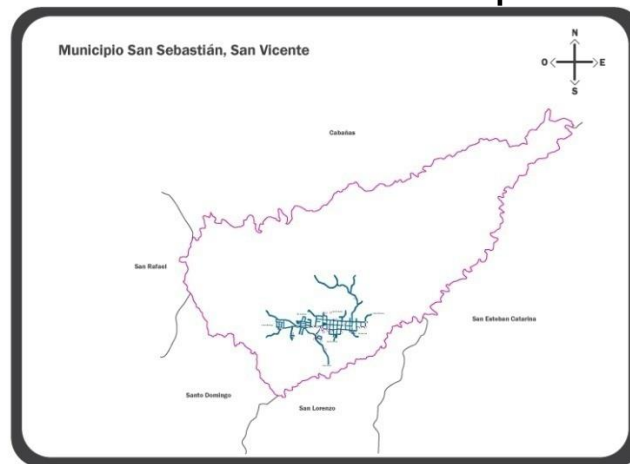 Municipio San Sebastián, San Vicente
N
O E
S
Cabañas
San Rafael
San Esteban Catarina
Santo Domingo
San Lorenzo